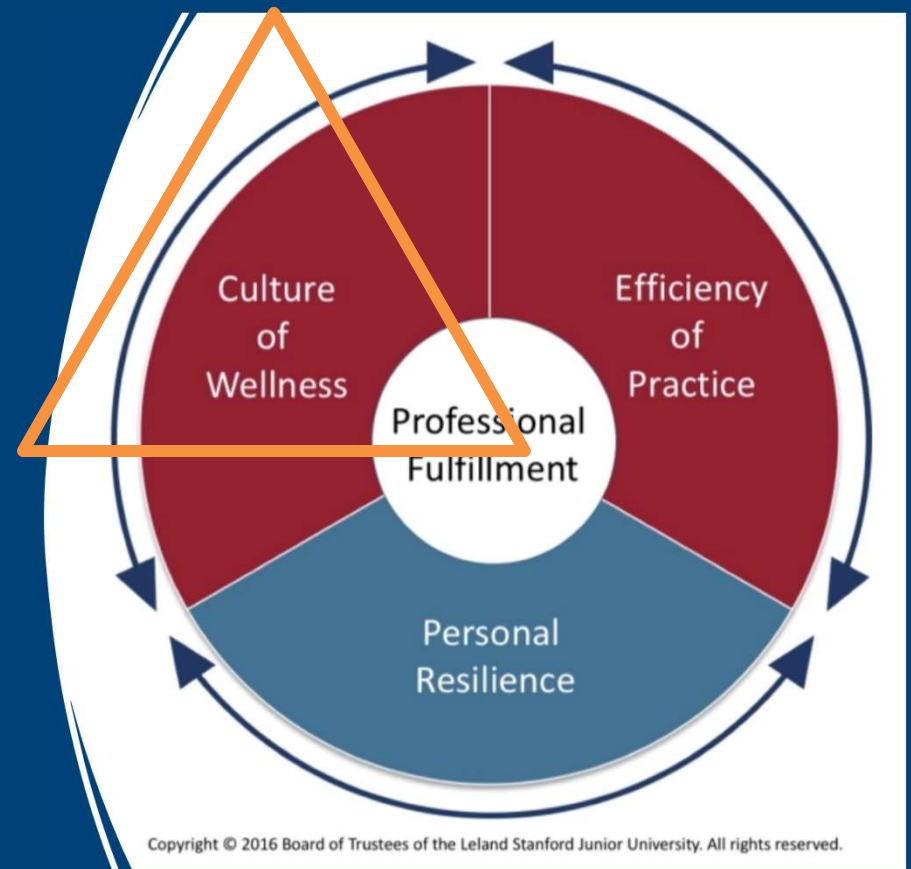 Culture
of
Wellness
Efficiency
of
Practice
Professional
Fulfillment
Personal
Resilience
Copyright © 2016 Board of Trustees of the Leland Stanford Junior University. All rights reserved.